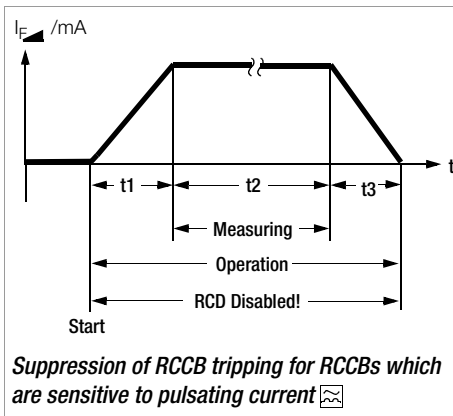 I_F /mA
t
t1 t2 t3
Measuring
Operation
RCD Disabled!
Start
Suppression of RCCB tripping for RCCBs which
are sensitive to pulsating current